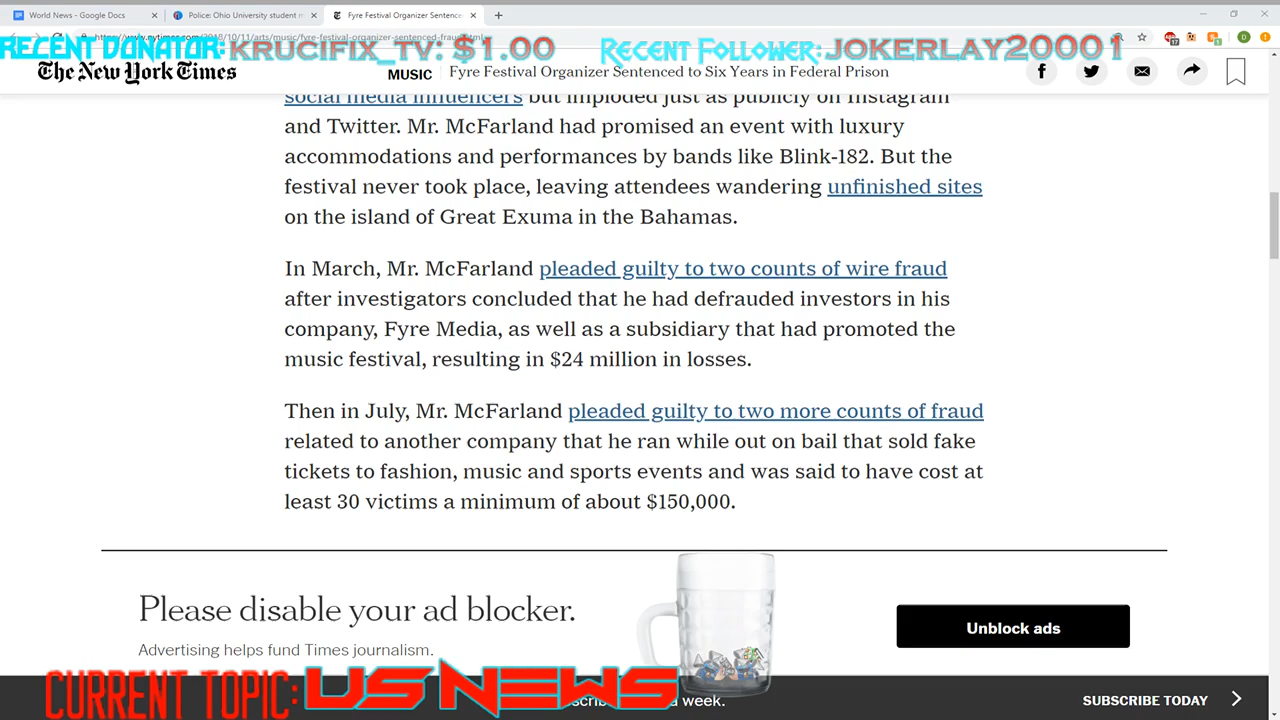 World News - Google Docs
Police: Ohio University student m
Fyre Festival Organizer Sentence
RECENT DONATOR: KRUCIFIX_TV: $1.00
RECENT FOLLOWER: JOKERLAY20001
The New York Times
MUSIC
Fyre Festival Organizer Sentenced to Six Years in Federal Prison
social media influencers but imploded just as publicly on Instagram
and Twitter. Mr. McFarland had promised an event with luxury
accommodations and performances by bands like Blink-182. But the
festival never took place, leaving attendees wandering unfinished sites
on the island of Great Exuma in the Bahamas.
In March, Mr. McFarland pleaded guilty to two counts of wire fraud
after investigators concluded that he had defrauded investors in his
company, Fyre Media, as well as a subsidiary that had promoted the
music festival, resulting in $24 million in losses.
Then in July, Mr. McFarland pleaded guilty to two more counts of fraud
related to another company that he ran while out on bail that sold fake
tickets to fashion, music and sports events and was said to have cost at
least 30 victims a minimum of about $150,000.
Please disable your ad blocker.
Advertising helps fund Times journalism.
Unblock ads
CURRENT TOPIC: US NEWS
week.
SUBSCRIBE TODAY